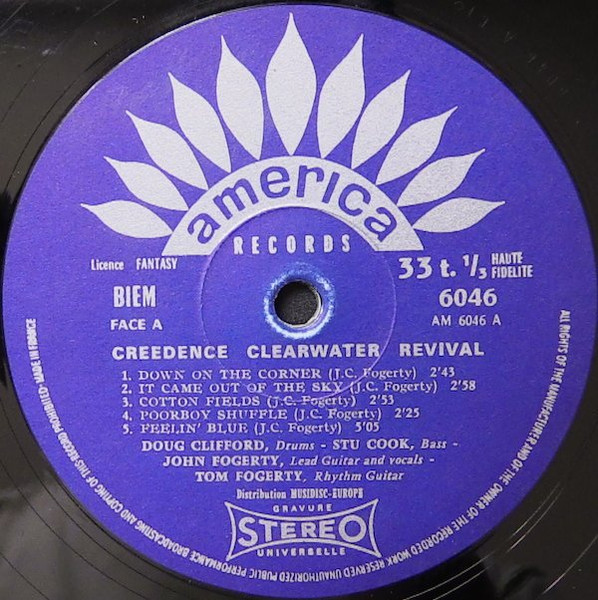 america
RECORDS
Licence FANTASY
33 t. 1/3 HAUTE FIDELITE
BIEM
6046
FACE A
AM 6046 A
CREEDENCE CLEARWATER REVIVAL
1. DOWN ON THE CORNER (J.C. Fogerty) 2'43
2. IT CAME OUT OF THE SKY (J.C. Fogerty) 2'58
3. COTTON FIELDS (J.C. Fogerty) 2'53
4. POORBOY SHUFFLE (J.C. Fogerty) 2'25
5. FEELIN' BLUE (J.C. Fogerty) 5'05
DOUG CLIFFORD, Drums - STU COOK, Bass -
JOHN FOGERTY, Lead Guitar and vocals -
TOM FOGERTY, Rhythm Guitar
Distribution MUSIDISC-EUROPE
GRAVURE
STEREO
UNIVERSELLE
ALL RIGHTS OF THE MANUFACTURER AND OF THE OWNER OF THE RECORDED WORK RESERVED UNAUTHORIZED PUBLIC PERFORMANCE BROADCASTING AND COPYING OF THIS RECORD PROHIBITED-MADE IN FRANCE